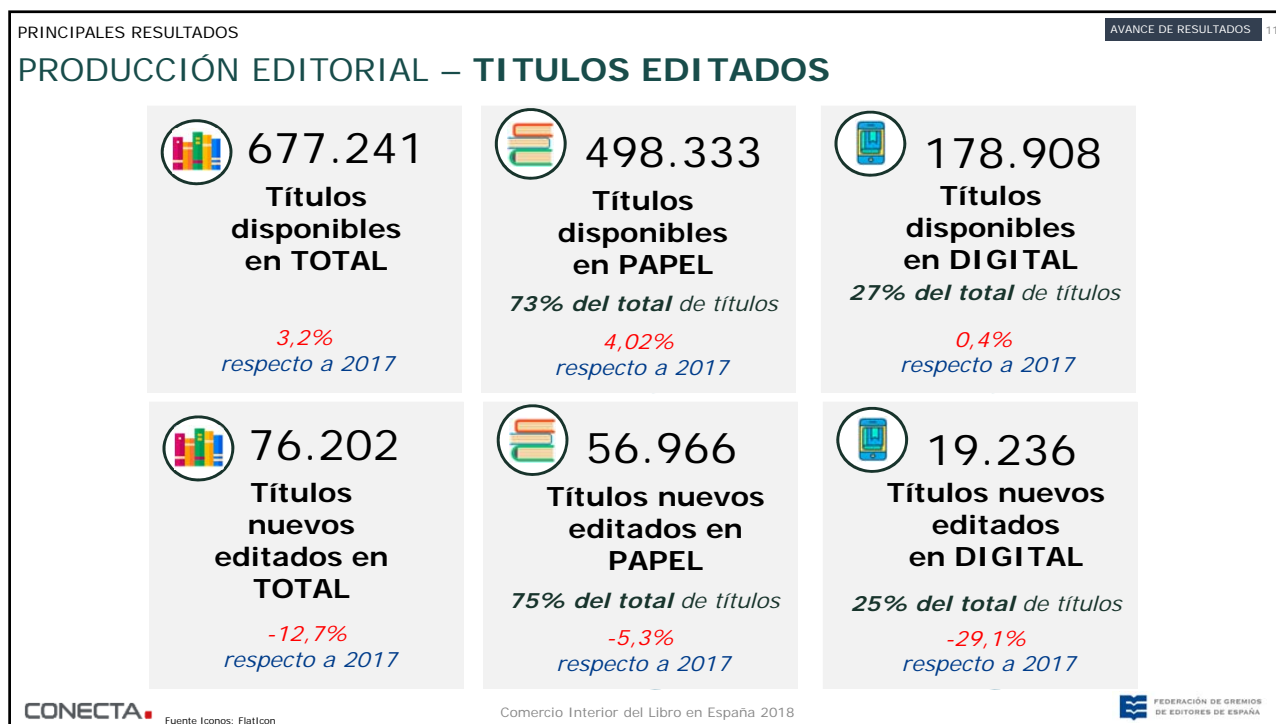 PRINCIPALES RESULTADOS
AVANCE DE RESULTADOS 11
PRODUCCIÓN EDITORIAL – TITULOS EDITADOS
677.241
Títulos
disponibles
en TOTAL
3,2%
respecto a 2017
498.333
Títulos
disponibles
en PAPEL
73% del total de títulos
4,02%
respecto a 2017
178.908
Títulos
disponibles
en DIGITAL
27% del total de títulos
0,4%
respecto a 2017
76.202
Títulos
nuevos
editados en
TOTAL
-12,7%
respecto a 2017
56.966
Títulos nuevos
editados en
PAPEL
75% del total de títulos
-5,3%
respecto a 2017
19.236
Títulos nuevos
editados
en DIGITAL
25% del total de títulos
-29,1%
respecto a 2017
CONECTA
Fuente Iconos: FlatIcon
Comercio Interior del Libro en España 2018
FEDERACIÓN DE GREMIOS
DE EDITORES DE ESPAÑA